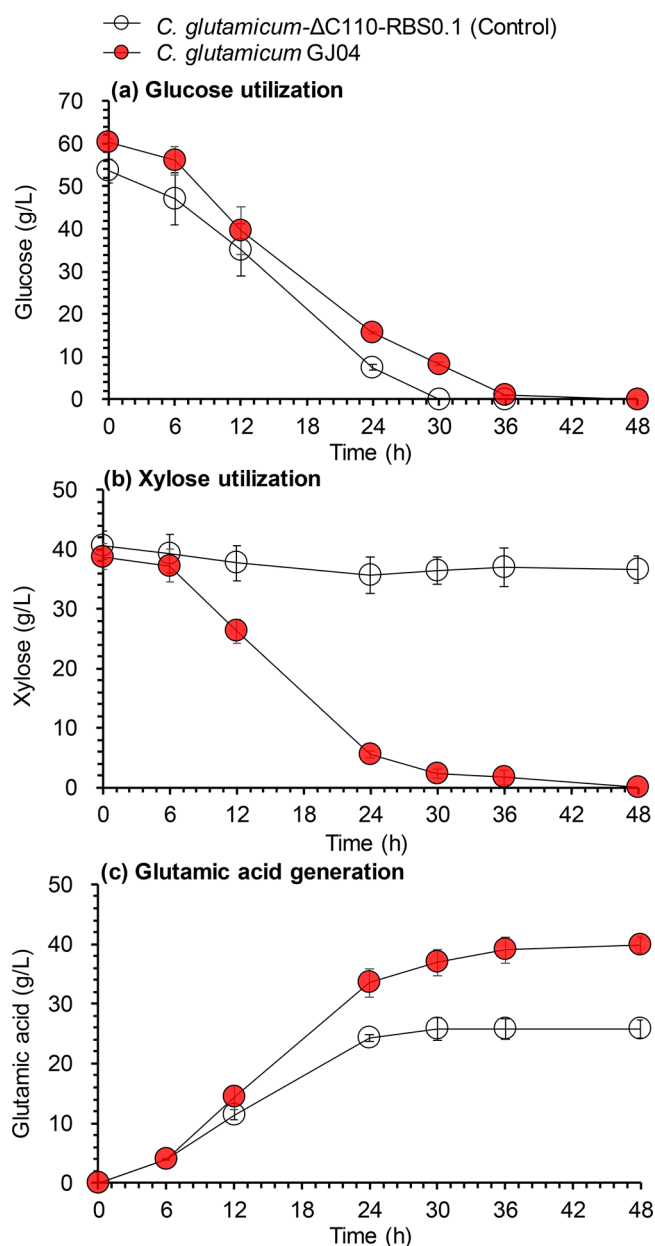 C. glutamicum-ΔC110-RBS0.1 (Control)
C. glutamicum GJ04
(a) Glucose utilization
70
60
50
40
30
20
10
0
Glucose (g/L)
0 6 12 24 30 36 42 48
Time (h)
(b) Xylose utilization
50
40
30
20
10
0
Xylose (g/L)
0 6 12 24 30 36 42 48
Time (h)
(c) Glutamic acid generation
50
40
30
20
10
0
Glutamic acid (g/L)
0 6 12 24 30 36 42 48
Time (h)